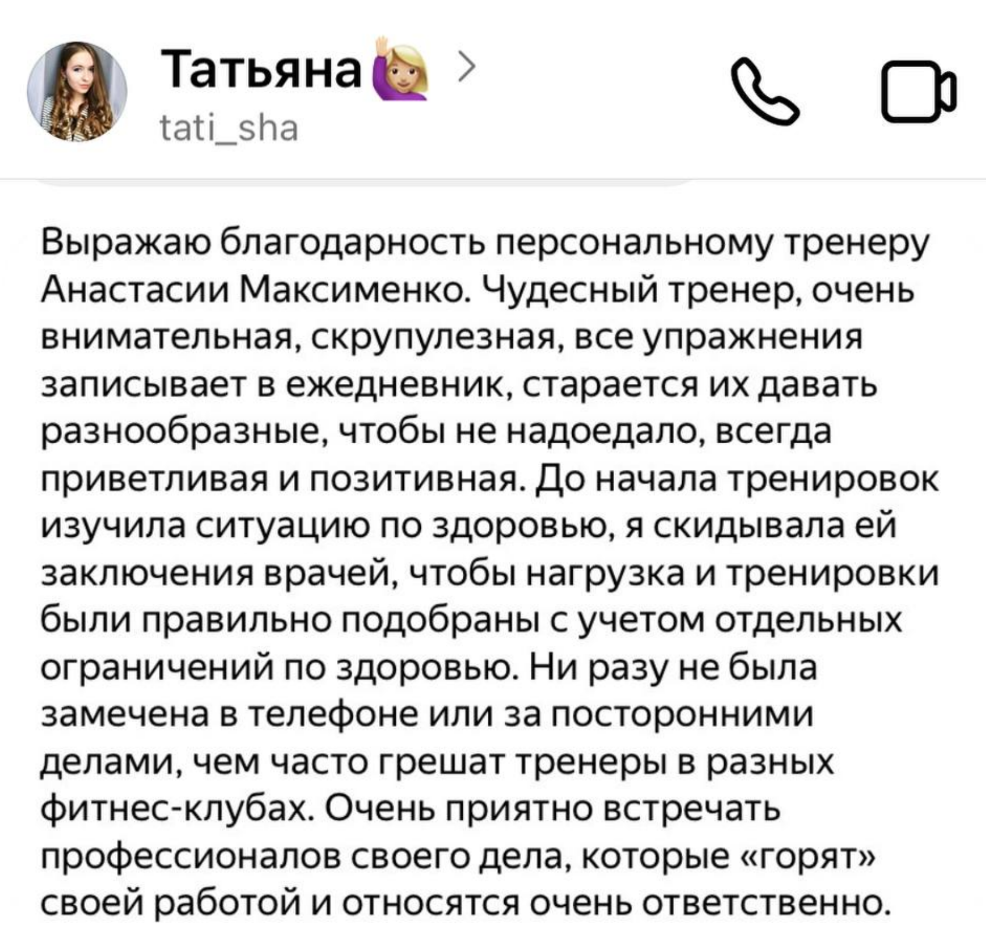 Татьяна🙋🏼‍♀️
tati_sha
Выражаю благодарность персональному тренеру
Анастасии Максименко. Чудесный тренер, очень
внимательная, скрупулезная, все упражнения
записывает в ежедневник, старается их давать
разнообразные, чтобы не надоедало, всегда
приветливая и позитивная. До начала тренировок
изучила ситуацию по здоровью, я скидывала ей
заключения врачей, чтобы нагрузка и тренировки
были правильно подобраны с учетом отдельных
ограничений по здоровью. Ни разу не была
замечена в телефоне или за посторонними
делами, чем часто грешат тренеры в разных
фитнес-клубах. Очень приятно встречать
профессионалов своего дела, которые «горят»
своей работой и относятся очень ответственно.